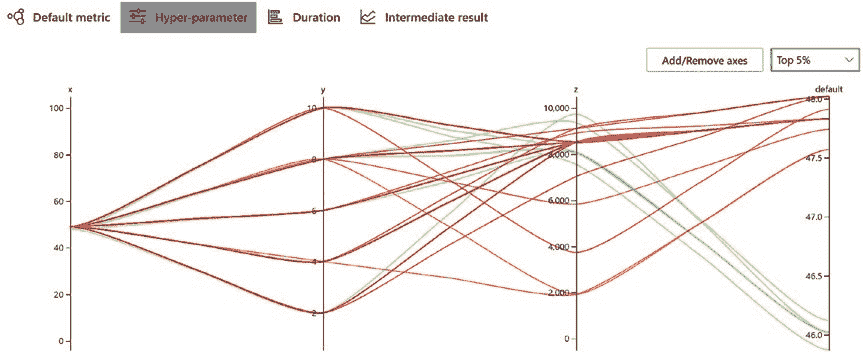 Default metric Hyper-parameter Duration Intermediate result
Add/Remove axes Top 5%
x y z default
100 10 10,000 48.0
80 8 8,000 47.5
60 6 6,000 47.0
40 4 4,000 46.5
20 2 2,000 46.0
0 0